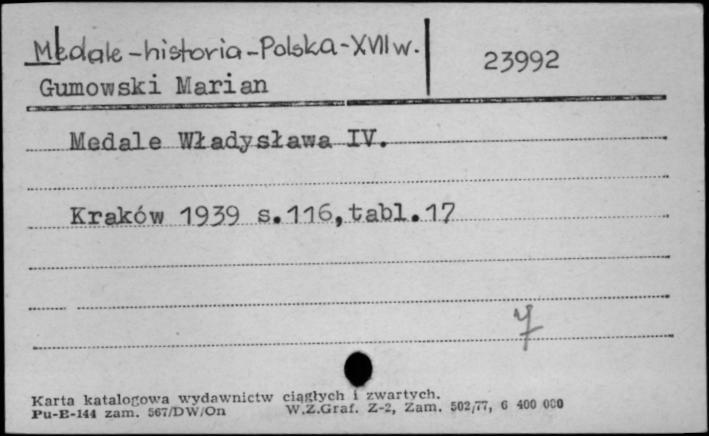 Medale-historia-Polska-XVII w.
23992
Gumowski Marian
Medale Władysława IV.
Kraków 1939 s.116,tabl.17
7
Karta katalogowa wydawnictw ciągłych i zwartych.
Pu-E-144 zam. 567/DW/On W.Z.Graf. Z-2, Zam. 502/77, 6 400 000